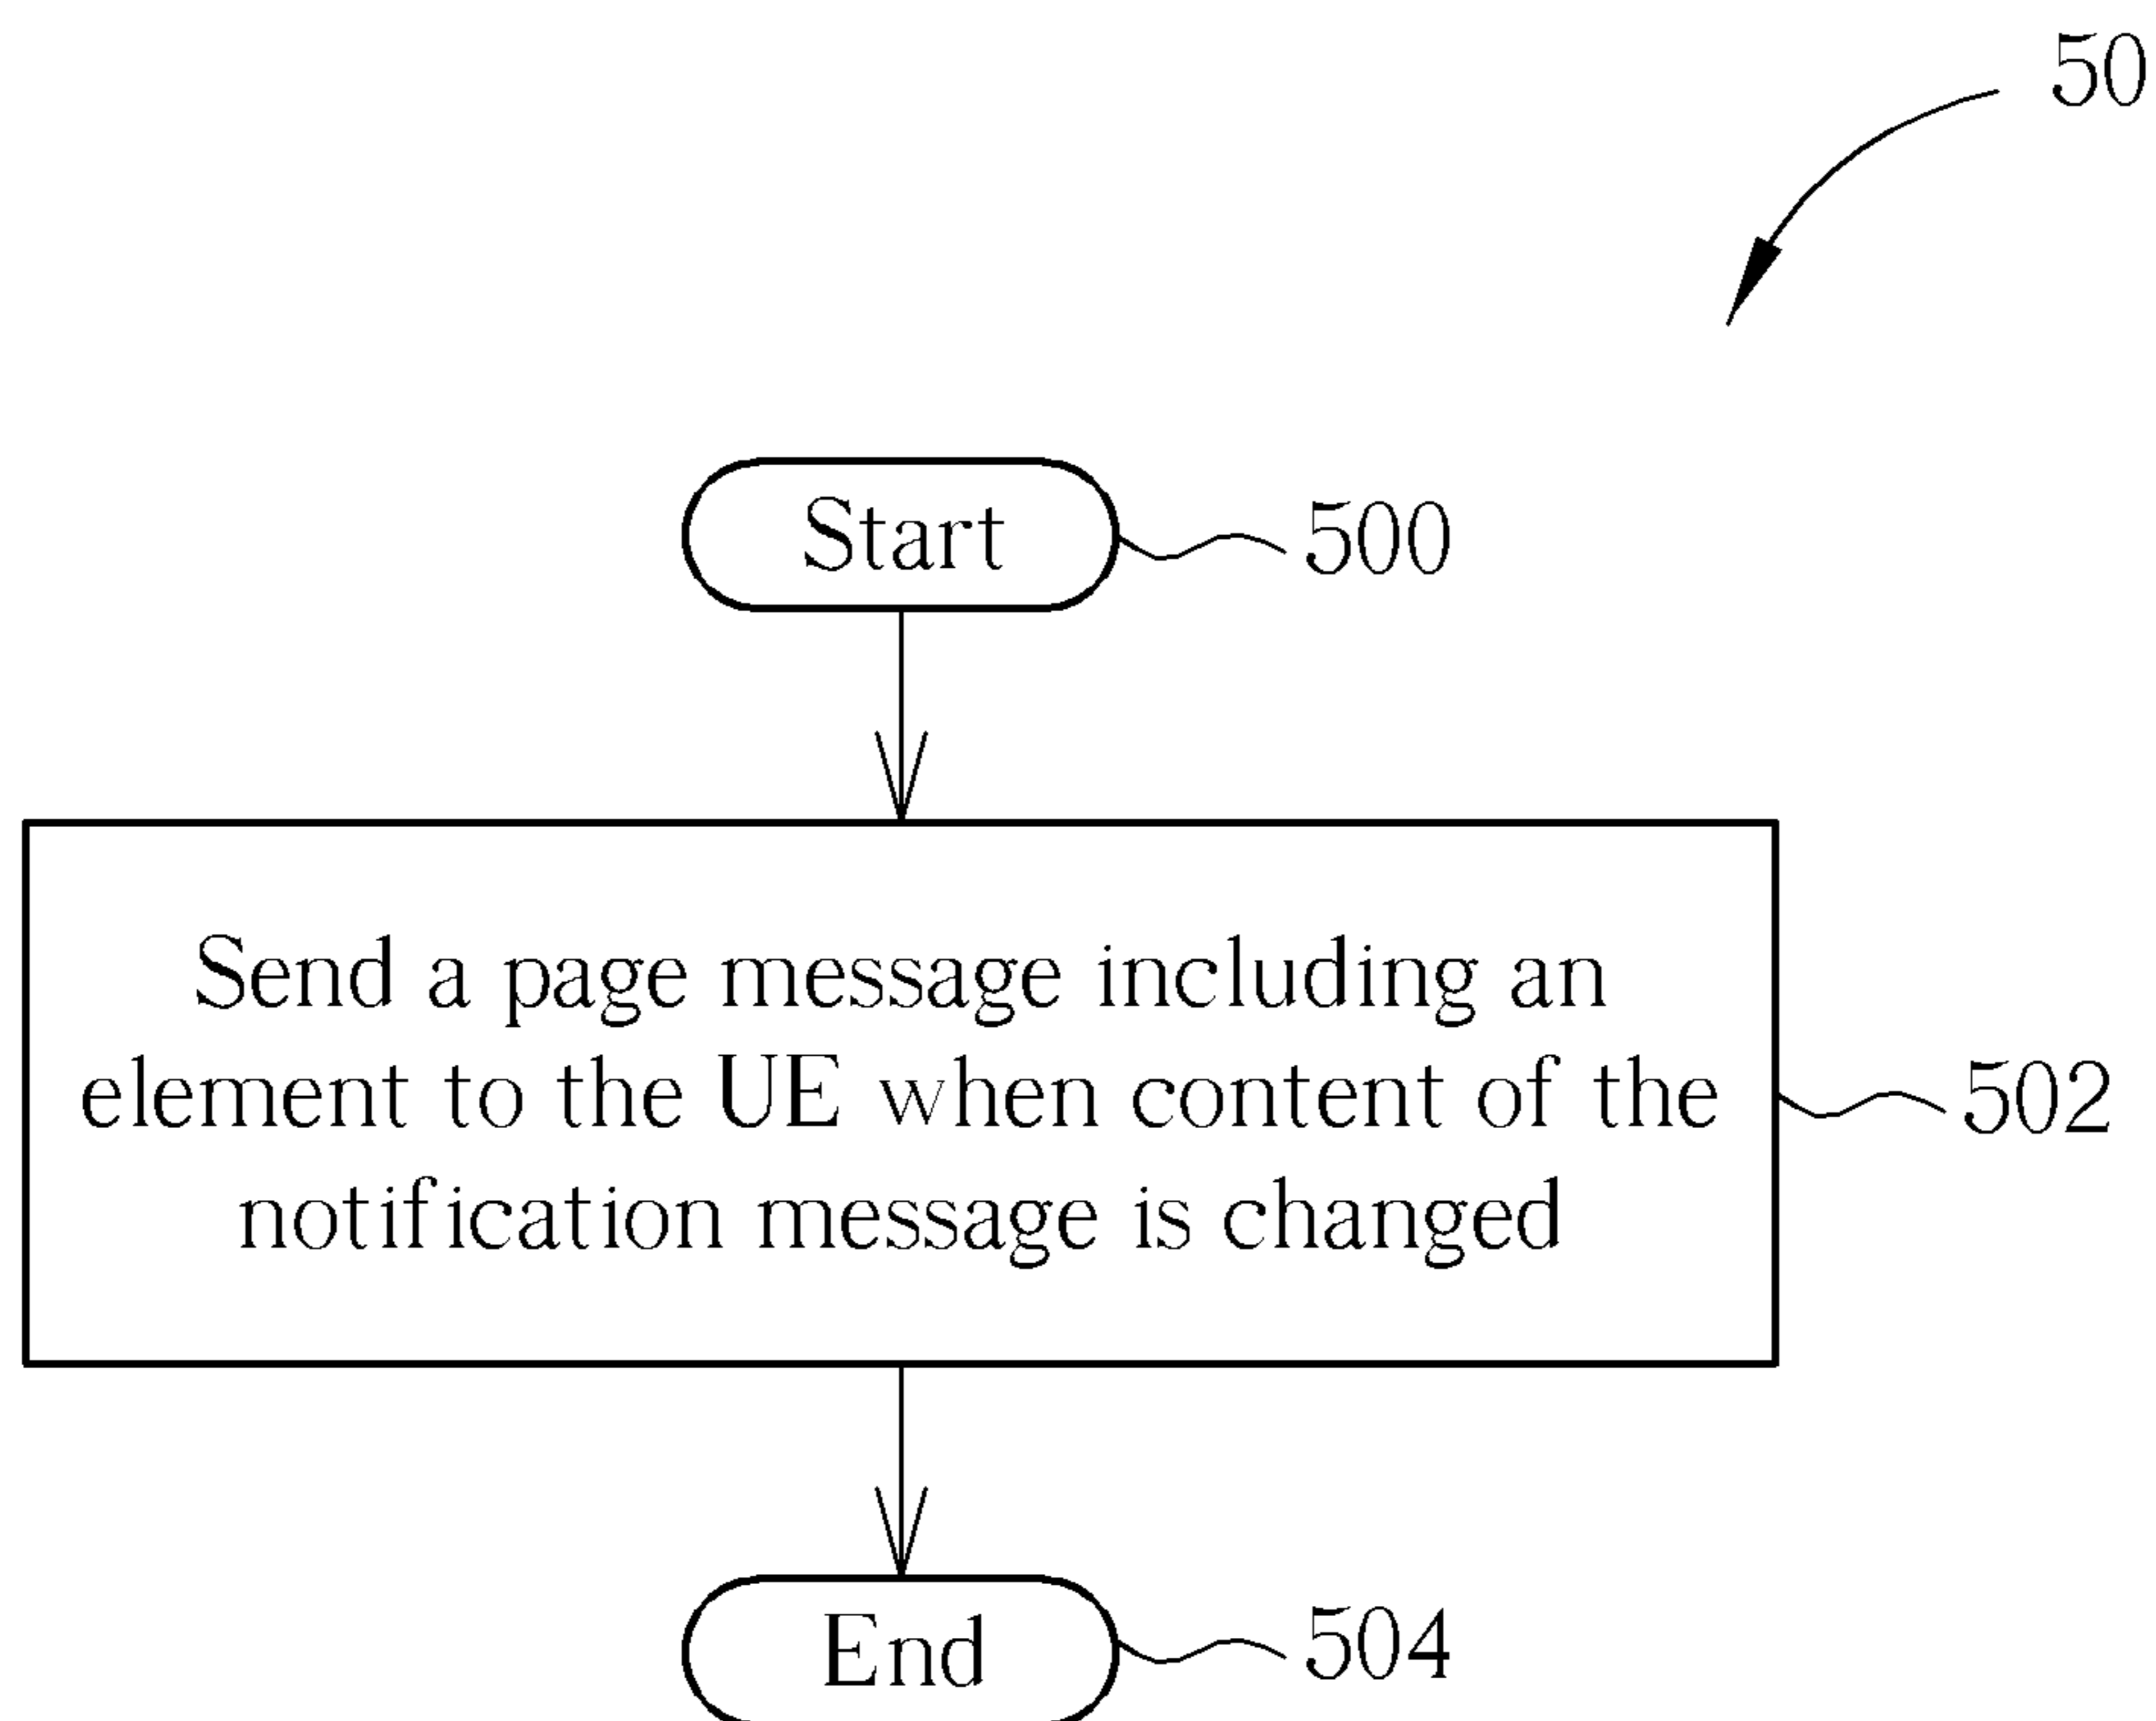 50
Start
500
Send a page message including an
element to the UE when content of the
notification message is changed
502
End
504